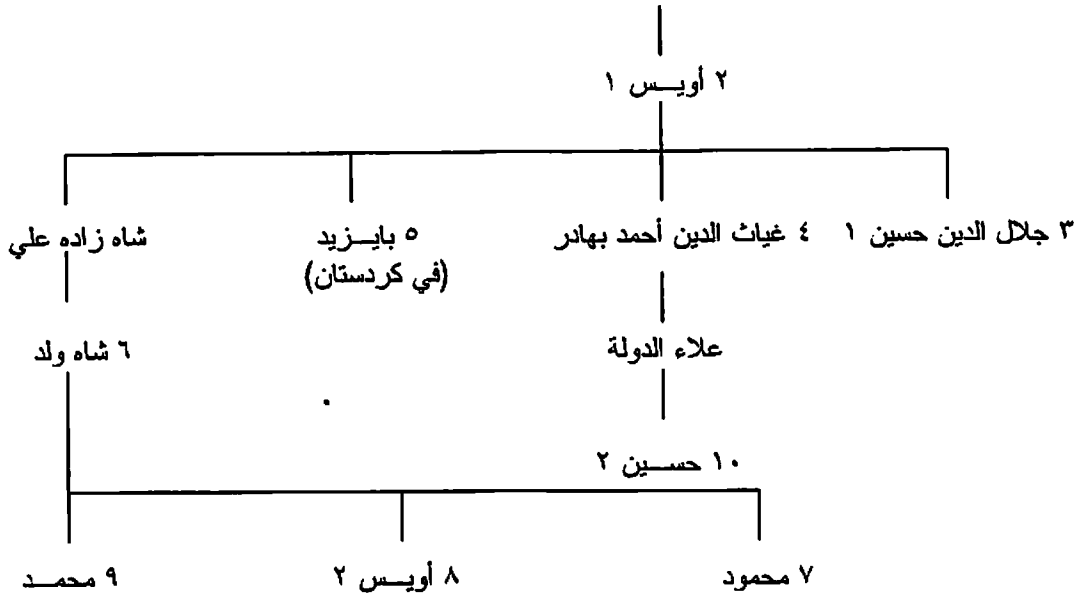 ٢ أويس ١
٣ جلال الدين حسين ١ ٤ غياث الدين أحمد بهادر ٥ بايزيد شاه زاده علي
(في كردستان)
علاء الدولة ٦ شاه ولد
١٠ حسين ٢
٧ محمود ٨ أويس ٢ ٩ محمد